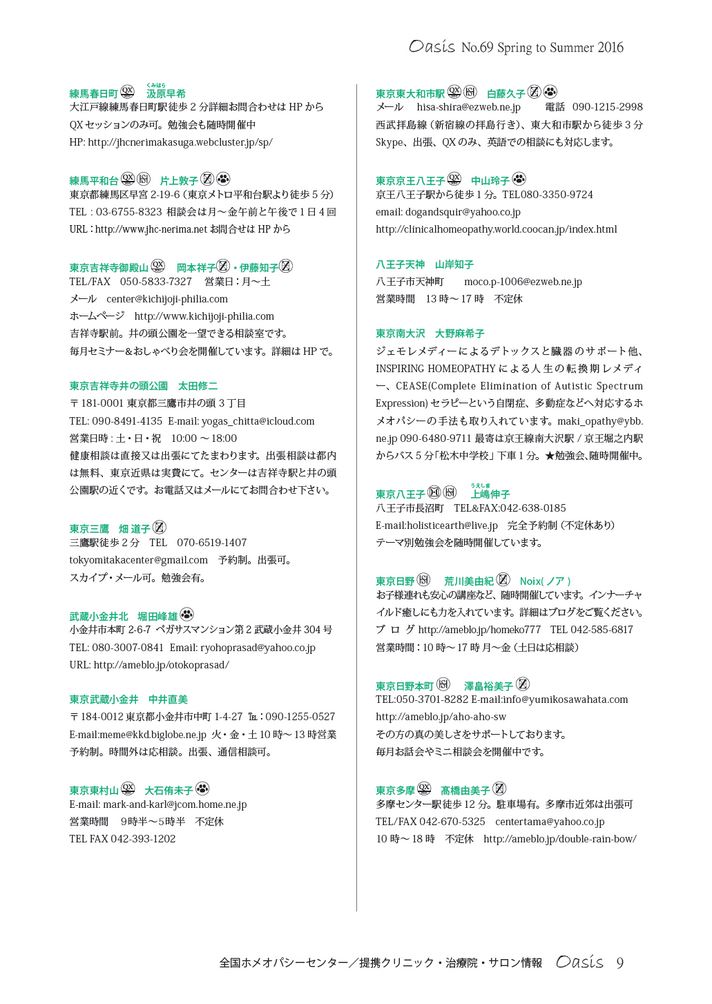 Oasis No.69 Spring to Summer 2016
練馬春日町 QX 汲原早希
くみはら
大江戸線練馬春日町駅徒歩2分詳細お問合わせはHPから
QXセッションのみ可。勉強会も随時開催中
HP: http://jhcnerimakasuga.webcluster.jp/sp/
練馬平和台 QX 片上敦子 Z
東京都練馬区早宮2-19-6（東京メトロ平和台駅より徒歩5分）
TEL：03-6755-8323 相談会は月〜金午前と午後で1日4回
URL：http://www.jhc-nerima.net お問合せはHPから
東京吉祥寺御殿山 QX 岡本祥子 Z・伊藤知子 Z
TEL/FAX 050-5833-7327 営業日：月〜土
メール center@kichijoji-philia.com
ホームページ http://www.kichijoji-philia.com
吉祥寺駅前。井の頭公園を一望できる相談室です。
毎月セミナー&おしゃべり会を開催しています。詳細はHPで。
東京吉祥寺井の頭公園 太田修二
〒181-0001 東京都三鷹市井の頭3丁目
TEL: 090-8491-4135 E-mail: yogas_chitta@icloud.com
営業日時：土・日・祝 10:00 〜 18:00
健康相談は直接又は出張にてたまわります。出張相談は都内
は無料、東京近県は実費にて。センターは吉祥寺駅と井の頭
公園駅の近くです。お電話又はメールにてお問合わせ下さい。
東京三鷹 畑 道子 Z
三鷹駅徒歩2分 TEL 070-6519-1407
tokyomitakacenter@gmail.com 予約制。出張可。
スカイプ・メール可。勉強会有。
武蔵小金井北 堀田峰雄
小金井市本町2-6-7 ペガサスマンション第2武蔵小金井304号
TEL: 080-3007-0841 Email: ryohoprasad@yahoo.co.jp
URL: http://ameblo.jp/otokoprasad/
東京武蔵小金井 中井直美
〒184-0012 東京都小金井市中町1-4-27 ℡：090-1255-0527
E-mail:meme@kkd.biglobe.ne.jp 火・金・土10時〜13時営業
予約制。時間外は応相談。出張、通信相談可。
東京東村山 QX 大石侑未子
E-mail: mark-and-karl@jcom.home.ne.jp
営業時間 9時半〜5時半 不定休
TEL FAX 042-393-1202
東京東大和市駅 QX 白藤久子 Z
メール hisa-shira@ezweb.ne.jp 電話 090-1215-2998
西武拝島線（新宿線の拝島行き）、東大和市駅から徒歩3分
Skype、出張、QXのみ、英語での相談にも対応します。
東京京王八王子 QX 中山玲子
京王八王子駅から徒歩1分。TEL080-3350-9724
email: dogandsquir@yahoo.co.jp
http://clinicalhomeopathy.world.coocan.jp/index.html
八王子天神 山岸知子
八王子市天神町 moco.p-1006@ezweb.ne.jp
営業時間 13時〜17時 不定休
東京南大沢 大野麻希子
ジェモレメディーによるデトックスと臓器のサポート他、
INSPIRING HOMEOPATHYによる人生の転換期レメディ
ー、CEASE(Complete Elimination of Autistic Spectrum
Expression) セラピーという自閉症、多動症などへ対応するホ
メオパシーの手法も取り入れています。maki_opathy@ybb.
ne.jp 090-6480-9711 最寄は京王線南大沢駅 / 京王堀之内駅
からバス5分「松木中学校」下車1分。★勉強会、随時開催中。
東京八王子 上嶋伸子
うえしま
八王子市長沼町 TEL&FAX:042-638-0185
E-mail:holisticearth@live.jp 完全予約制（不定休あり）
テーマ別勉強会を随時開催しています。
東京日野 荒川美由紀 Z Noix(ノア)
お子様連れも安心の講座など、随時開催しています。インナーチャ
イルド癒しにも力を入れています。詳細はブログをご覧ください。
ブログ http://ameblo.jp/homeko777 TEL 042-585-6817
営業時間：10時〜17時 月〜金（土日は応相談）
東京日野本町 澤畠裕美子 Z
TEL:050-3701-8282 E-mail:info@yumikosawahata.com
http://ameblo.jp/aho-aho-sw
その方の真の美しさをサポートしております。
毎月お話会やミニ相談会を開催中です。
東京多摩 QX 髙橋由美子 Z
多摩センター駅徒歩12分。駐車場有。多摩市近郊は出張可
TEL/FAX 042-670-5325 centertama@yahoo.co.jp
10時〜18時 不定休 http://ameblo.jp/double-rain-bow/
全国ホメオパシーセンター／提携クリニック・治療院・サロン情報 Oasis 9